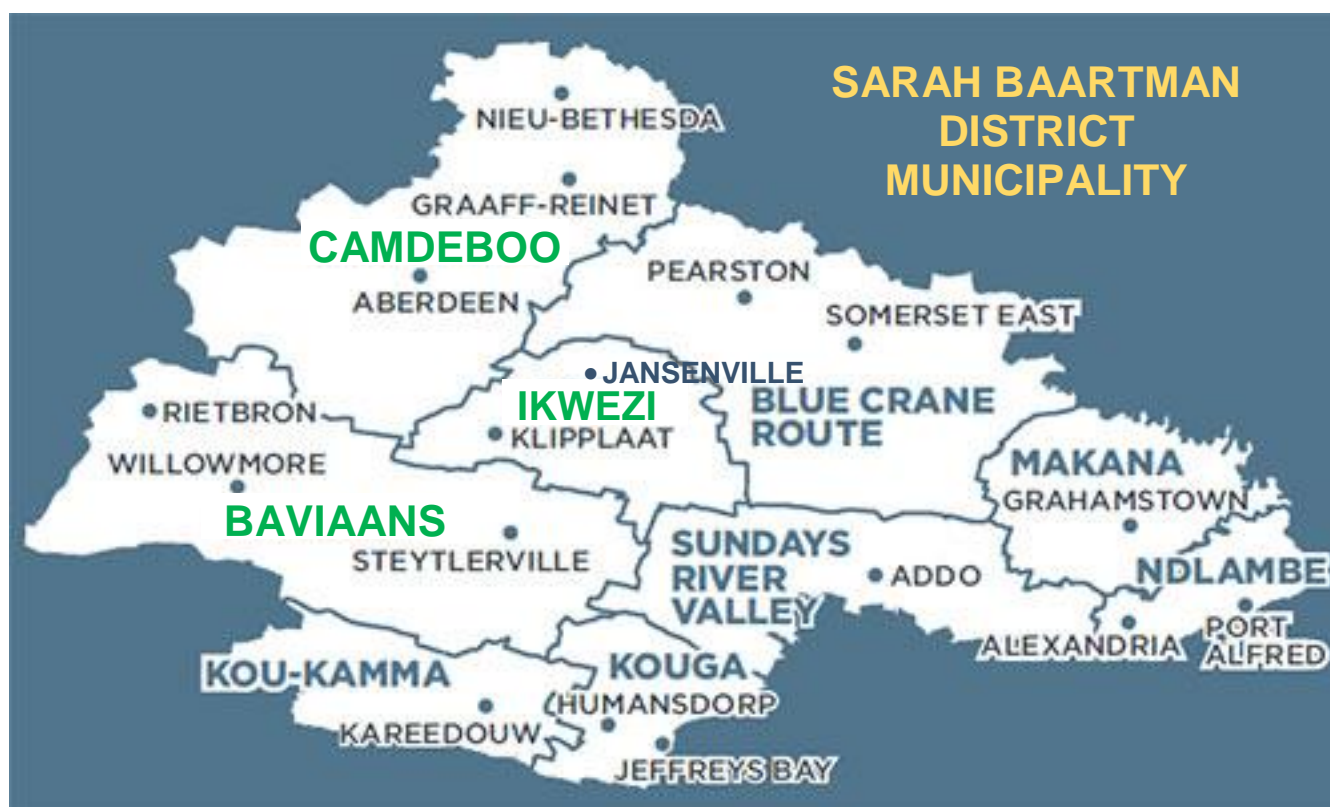 SARAH BAARTMAN
DISTRICT
MUNICIPALITY
NIEU-BETHESDA
GRAAFF-REINET
CAMDEBOO
ABERDEEN
PEARSTON
SOMERSET EAST
JANSENVILLE
IKWEZI
KLIPPLAAT
BLUE CRANE
ROUTE
RIETBRON
WILLOWMORE
BAVIAANS
STEYTLERVILLE
MAKANA
GRAHAMSTOWN
SUNDAYS
RIVER
VALLEY
ADDO
NDLAMBE
ALEXANDRIA
PORT
ALFRED
KOU-KAMMA
KAREEDOUW
KOUGA
HUMANSDORP
JEFFREYS BAY